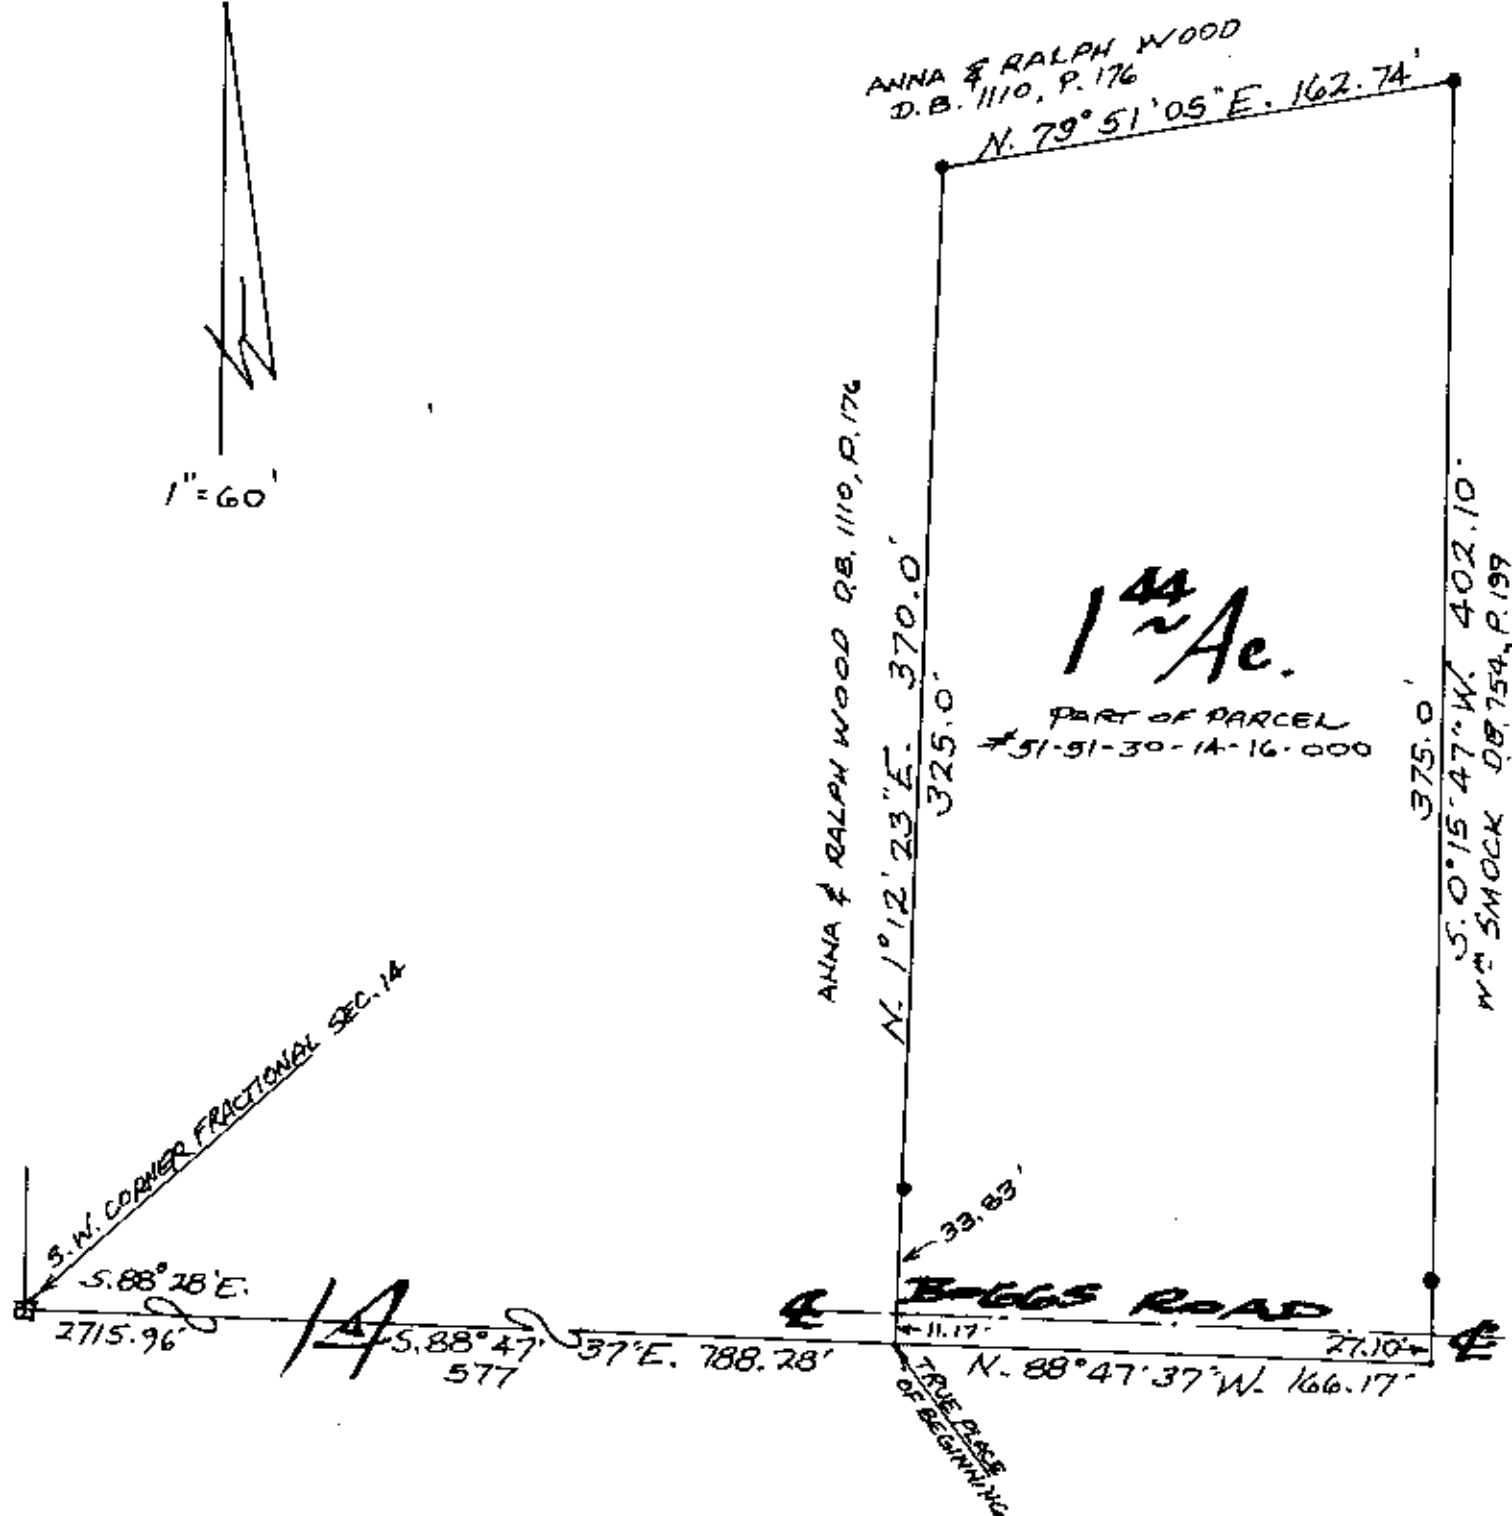 ANNA & RALPH WOOD
D.B. 1110, P. 176
N. 79° 51' 05" E. 162.74'
1"=60'
ANNA & RALPH WOOD D.B. 1110, P. 176
N. 1° 12' 23" E. 370.0'
325.0'
1 44 Ac.
PART OF PARCEL
#51-51-30-14-16-000
375.0'
S. 0° 15' 47" W. 402.10'
Wm SMOCK D.B. 754, P. 199
S.W. CORNER FRACTIONAL SEC. 14
33.83'
S. 88° 28' E.
2715.96'
14
S. 88° 47' 37" E. 788.28'
577
℄ BOGGS ROAD ℄
11.17'
27.10'
N. 88° 47' 37" W. 166.17'
TRUE PLACE
OF BEGINNING